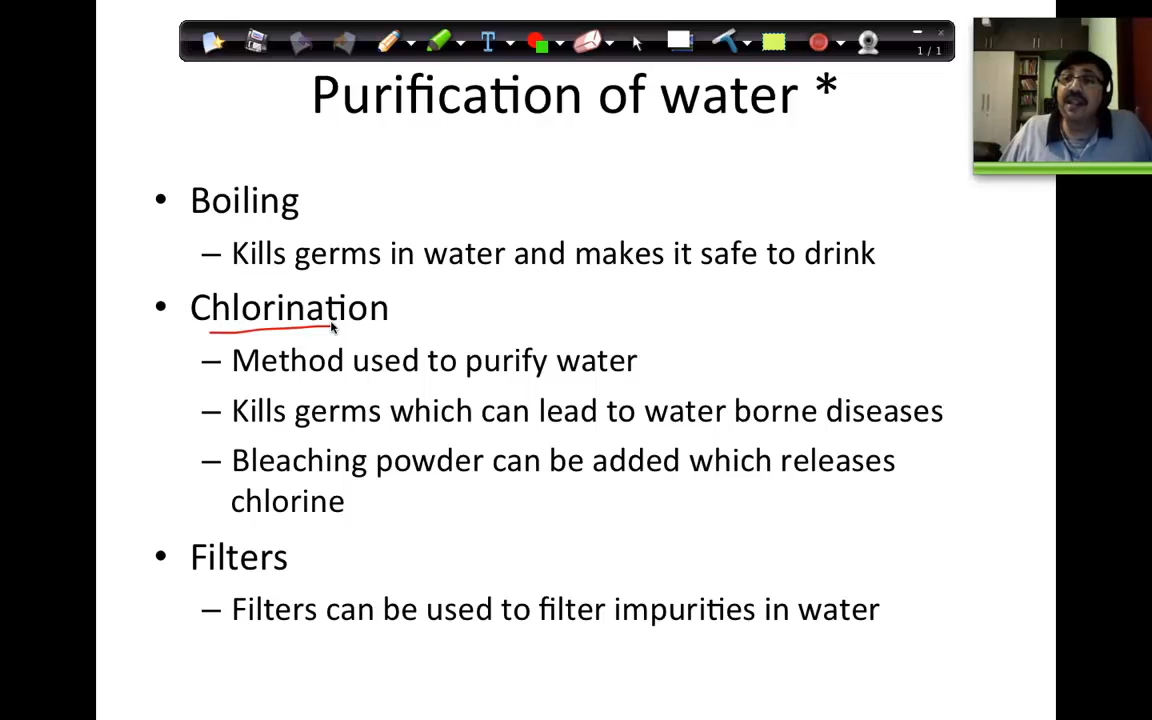 T
1 / 1
Purification of water *
• Boiling
– Kills germs in water and makes it safe to drink
• Chlorination
– Method used to purify water
– Kills germs which can lead to water borne diseases
– Bleaching powder can be added which releases
chlorine
• Filters
– Filters can be used to filter impurities in water